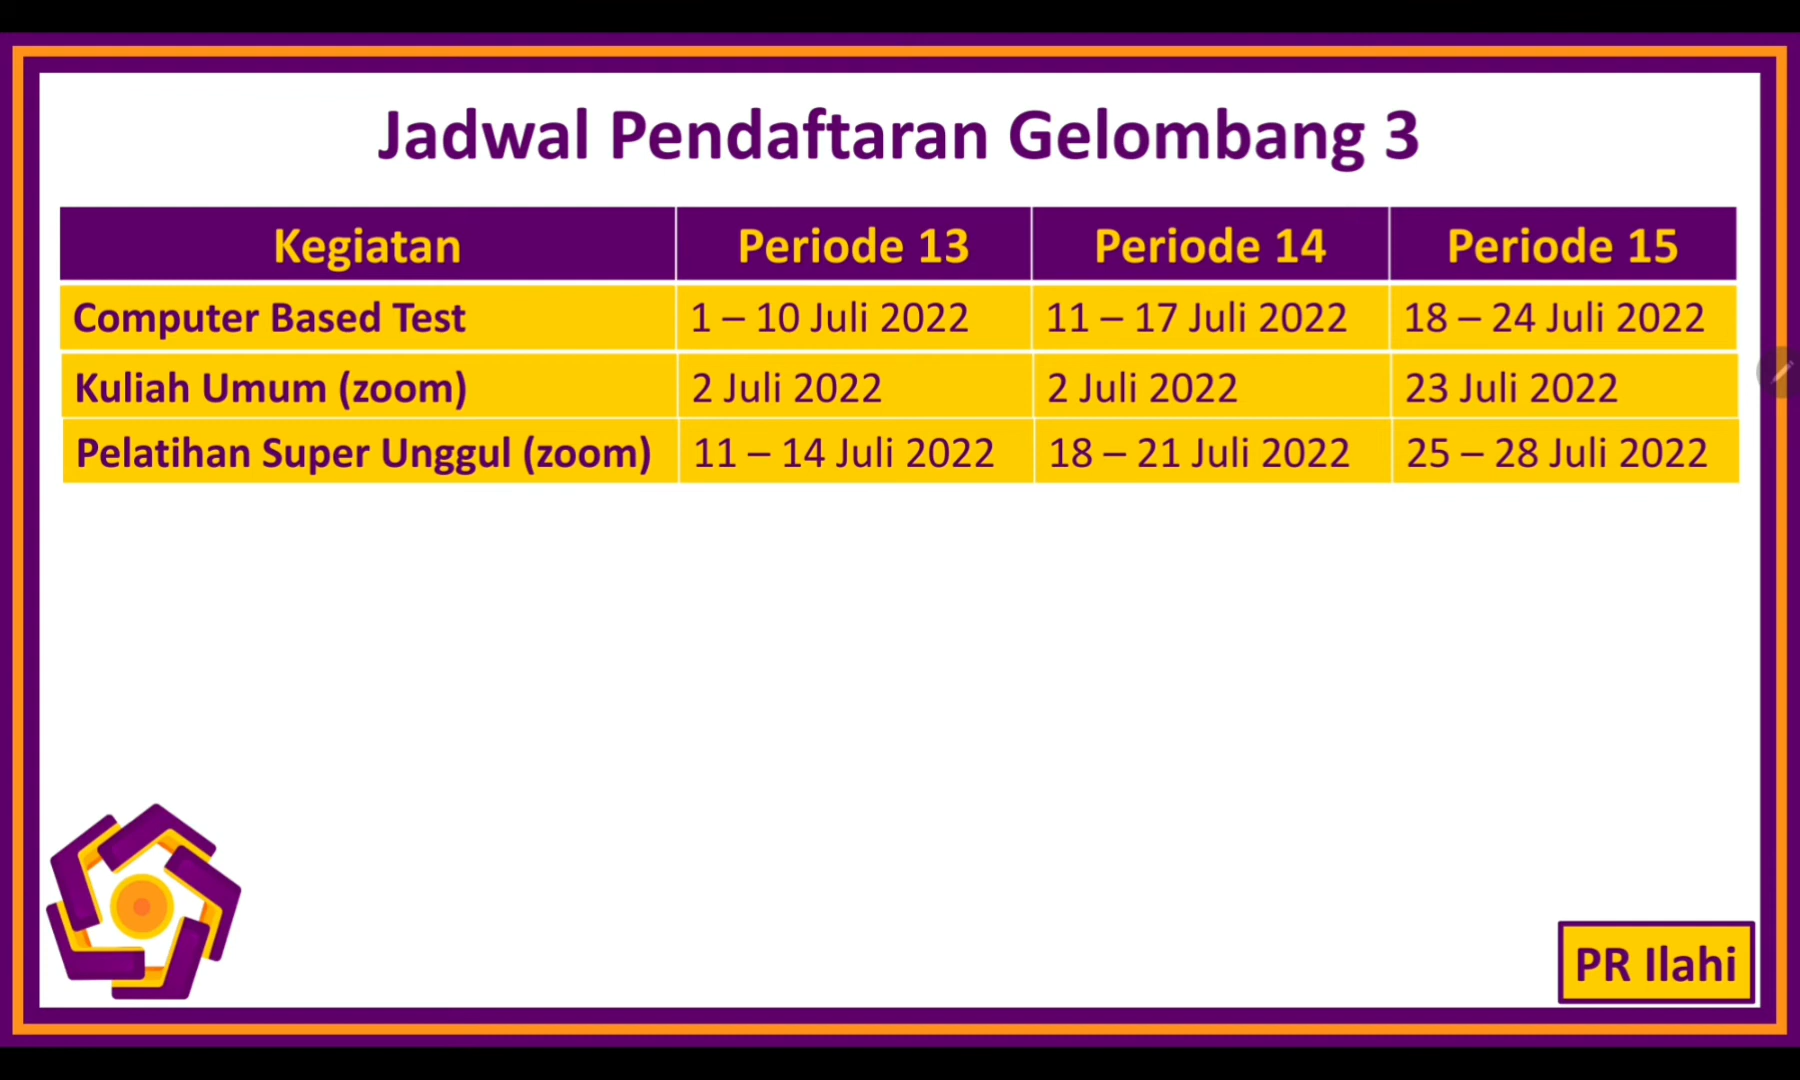 Jadwal Pendaftaran Gelombang 3
Kegiatan Periode 13 Periode 14 Periode 15
Computer Based Test 1 – 10 Juli 2022 11 – 17 Juli 2022 18 – 24 Juli 2022
Kuliah Umum (zoom) 2 Juli 2022 2 Juli 2022 23 Juli 2022
Pelatihan Super Unggul (zoom) 11 – 14 Juli 2022 18 – 21 Juli 2022 25 – 28 Juli 2022
PR Ilahi